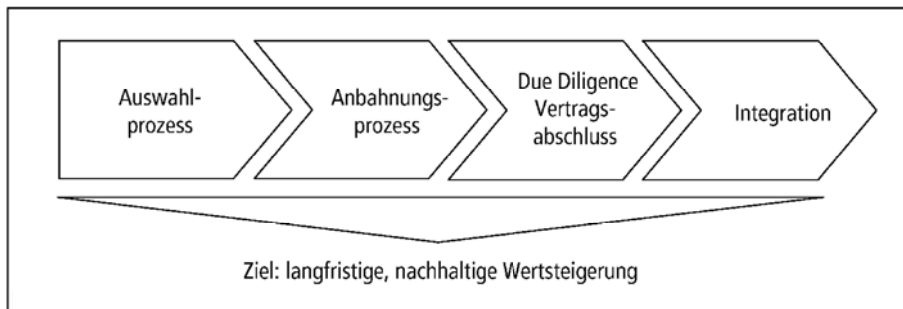 Auswahl-
prozess
Anbahnungs-
prozess
Due Diligence
Vertrags-
abschluss
Integration
Ziel: langfristige, nachhaltige Wertsteigerung